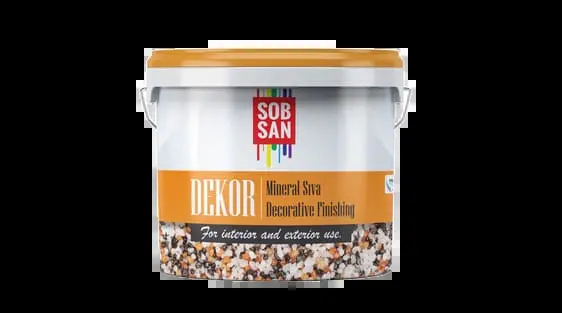 SOB
SAN
DEKOR
Mineral Sıva
Decorative Finishing
For interior and exterior use.